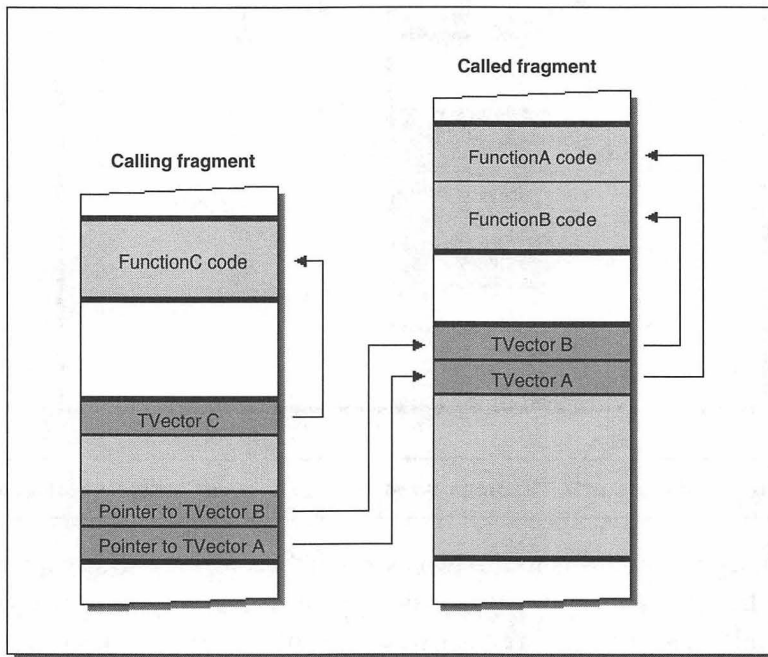 Calling fragment
FunctionC code
TVector C
Pointer to TVector B
Pointer to TVector A
Called fragment
FunctionA code
FunctionB code
TVector B
TVector A